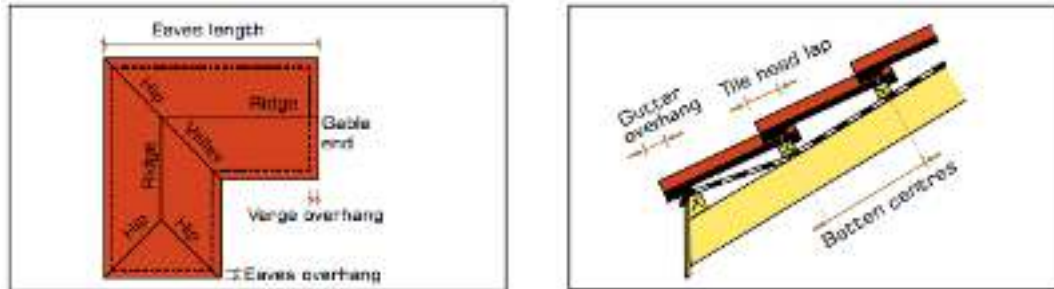 Eaves length
Hip
Ridge
Valley
Gable
end
Ridge
Hip
Hip
Verge overhang
Eaves overhang
Tile head lap
Gutter
overhang
Batten centres